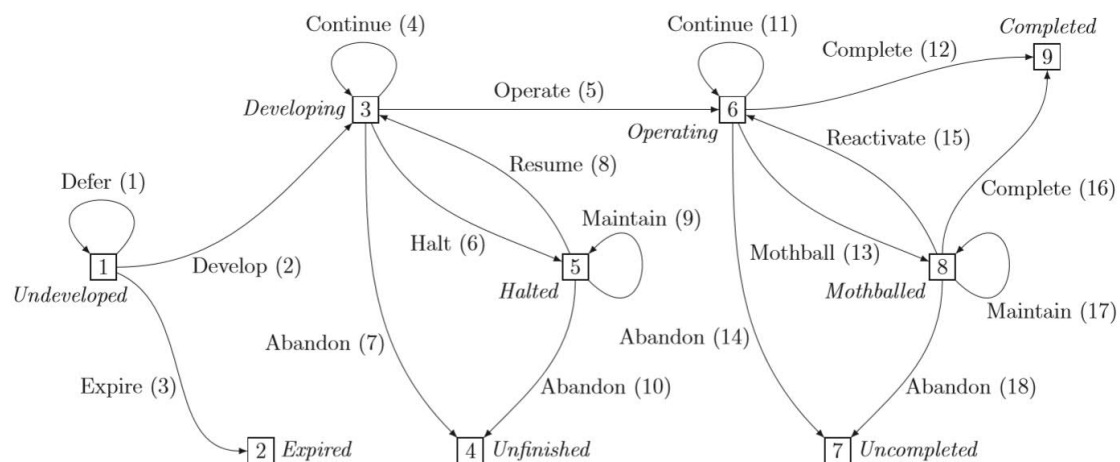 Continue (4)
Continue (11)
Completed
Complete (12)
9
Developing
3
Operate (5)
6
Operating
Reactivate (15)
Resume (8)
Defer (1)
Complete (16)
Maintain (9)
Halt (6)
Mothball (13)
1
Develop (2)
5
8
Undeveloped
Halted
Mothballed
Maintain (17)
Abandon (7)
Abandon (14)
Expire (3)
Abandon (10)
Abandon (18)
2 Expired
4 Unfinished
7 Uncompleted